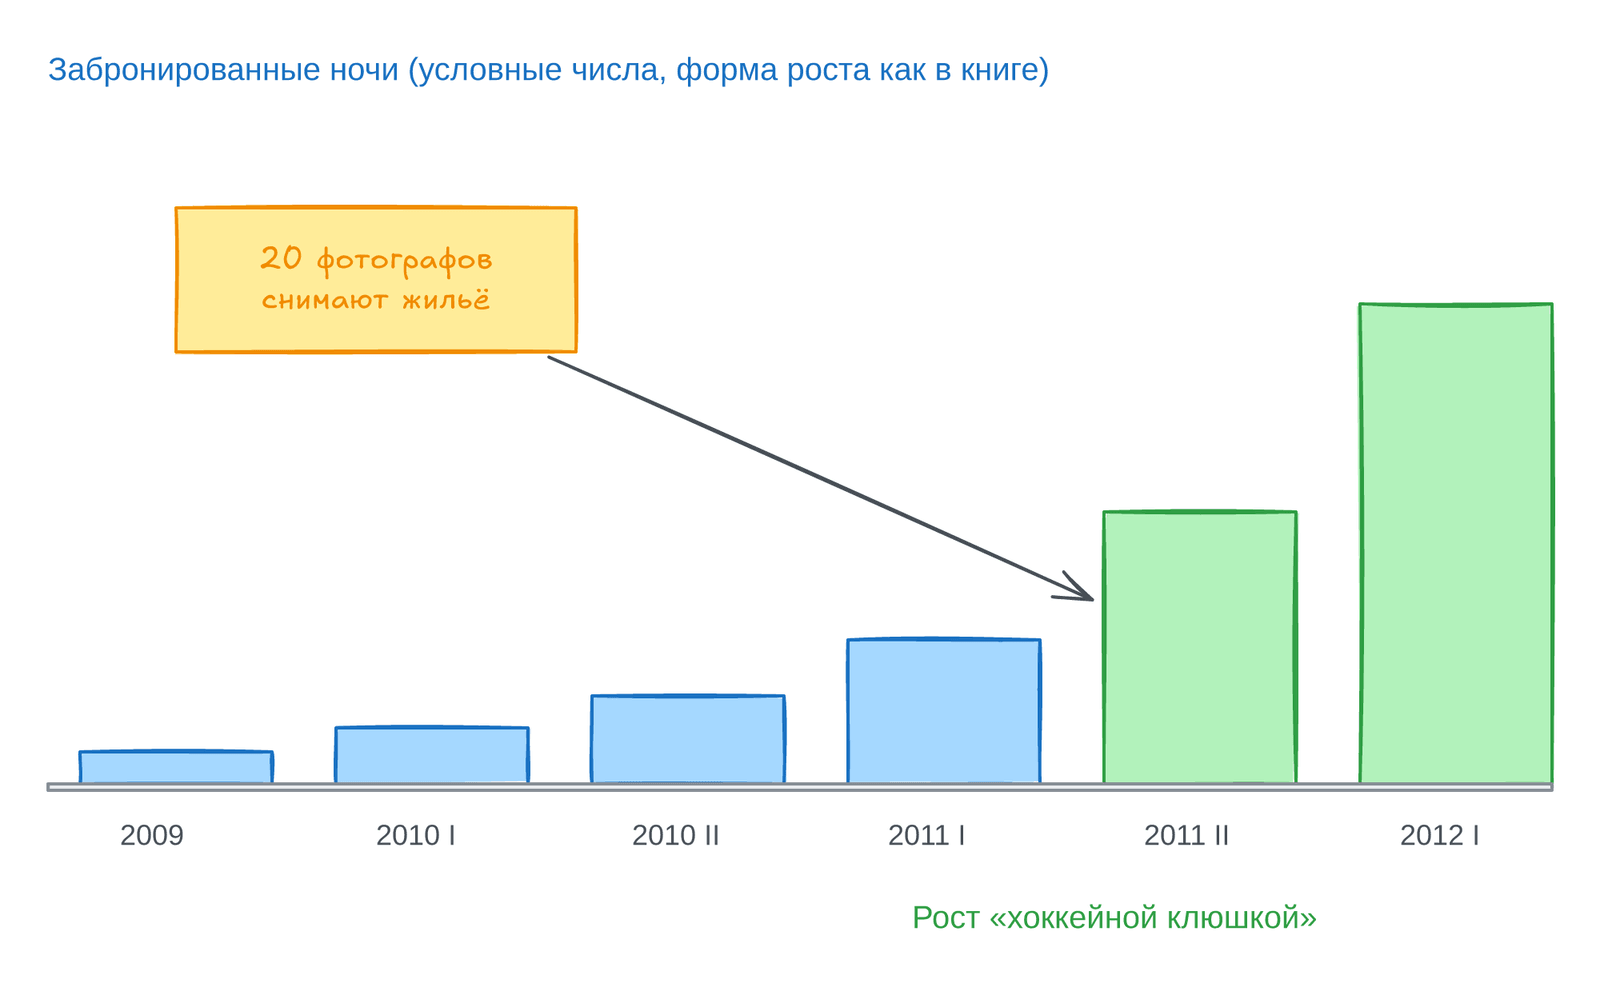 Забронированные ночи (условные числа, форма роста как в книге)
20 фотографов
снимают жильё
2009
2010 I
2010 II
2011 I
2011 II
2012 I
Рост «хоккейной клюшкой»